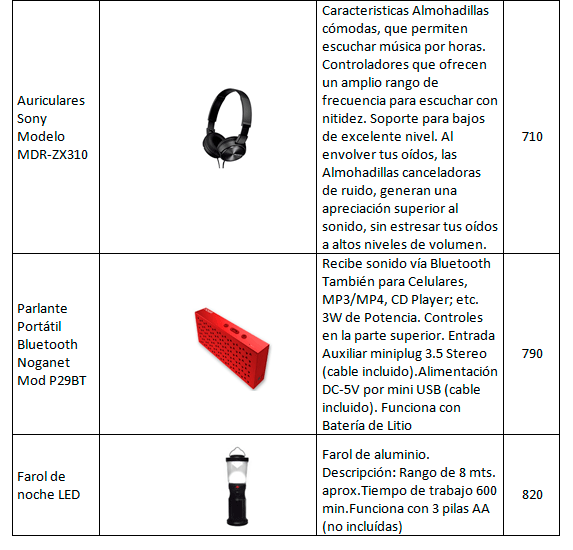 Auriculares
Sony
Modelo
MDR-ZX310
Caracteristicas Almohadillas
cómodas, que permiten
escuchar música por horas.
Controladores que ofrecen
un amplio rango de
frecuencia para escuchar con
nitidez. Soporte para bajos
de excelente nivel. Al
envolver tus oídos, las
Almohadillas canceladoras
de ruido, generan una
apreciación superior al
sonido, sin estresar tus oídos
a altos niveles de volumen.
710
Parlante
Portátil
Bluetooth
Noganet
Mod P29BT
Recibe sonido vía Bluetooth
También para Celulares,
MP3/MP4, CD Player; etc.
3W de Potencia. Controles
en la parte superior. Entrada
Auxiliar miniplug 3.5 Stereo
(cable incluido).Alimentación
DC-5V por mini USB (cable
incluido). Funciona con
Batería de Litio
790
Farol de
noche LED
Farol de aluminio.
Descripción: Rango de 8 mts.
aprox.Tiempo de trabajo 600
min.Funciona con 3 pilas AA
(no incluídas)
820